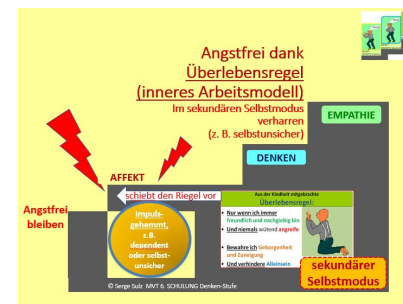 Angstfrei dank
Überlebensregel
(inneres Arbeitsmodell)
Im sekundären Selbstmodus
verharren
(z. B. selbstunsicher)
EMPATHIE
DENKEN
AFFEKT
schiebt den Riegel vor
Angstfrei
bleiben
Impuls-
gehemmt,
z.B.
dependent
oder selbst-
unsicher
Aus der Kindheit mitgebrachte
Überlebensregel:
• Nur wenn ich immer
freundlich und nachgiebig bin
• Und niemals wütend angreife
• Bewahre ich Geborgenheit
und Zuneigung
• Und verhindere Alleinsein
sekundärer
Selbstmodus
© Serge Sulz MVT 6. SCHULUNG Denken-Stufe